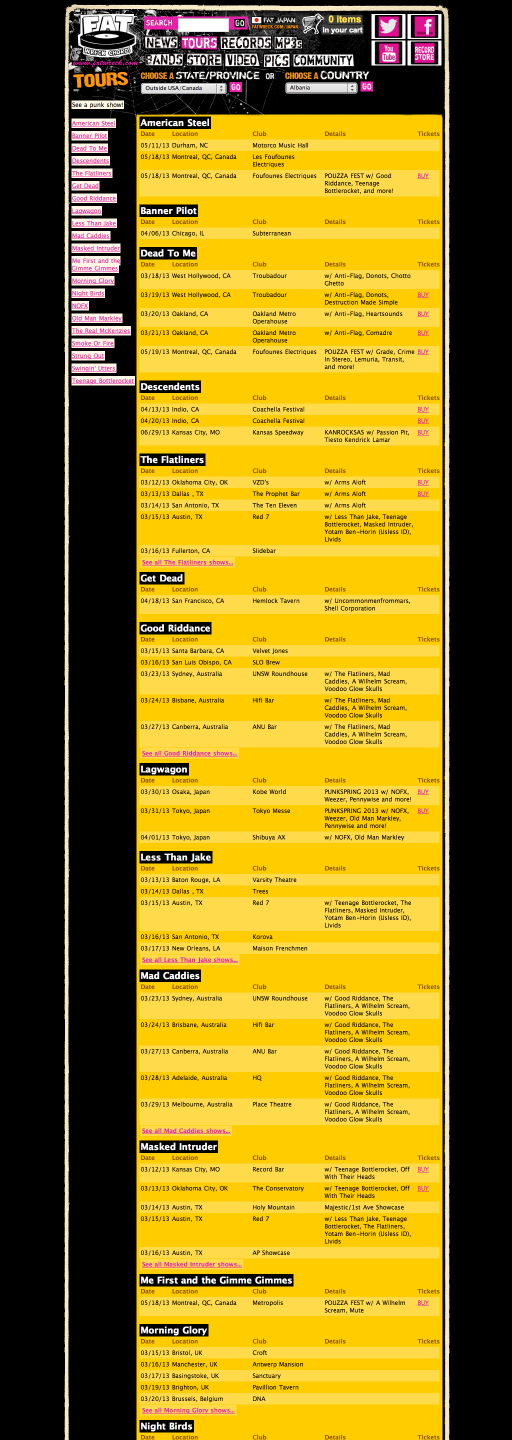 FAT
WRECK CHORDS
www.fatwreck.com
SEARCH GO FAT JAPAN FATWRECK.COM/JAPAN 0 items in your cart
NEWS TOURS RECORDS MP3s
BANDS STORE VIDEO PICS COMMUNITY
You Tube RECORD STORE
TOURS
CHOOSE A STATE/PROVINCE OR CHOOSE A COUNTRY
Outside USA/Canada GO Albania GO
See a punk show!
American Steel
Banner Pilot
Dead To Me
Descendents
The Flatliners
Get Dead
Good Riddance
Lagwagon
Less Than Jake
Mad Caddies
Masked Intruder
Me First and the
Gimme Gimmes
Morning Glory
Night Birds
NOFX
Old Man Markley
The Real McKenzies
Smoke Or Fire
Strung Out
Swingin' Utters
Teenage Bottlerocket
American Steel
Date Location Club Details Tickets
05/11/13 Durham, NC Motorco Music Hall
05/18/13 Montreal, QC, Canada Les Foufounes
Electriques
05/18/13 Montreal, QC, Canada Foufounes Electriques POUZZA FEST w/ Good BUY
Riddance, Teenage
Bottlerocket, and more!
Banner Pilot
Date Location Club Details Tickets
04/06/13 Chicago, IL Subterranean
Dead To Me
Date Location Club Details Tickets
03/18/13 West Hollywood, CA Troubadour w/ Anti-Flag, Donots, Chotto
Ghetto
03/19/13 West Hollywood, CA Troubadour w/ Anti-Flag, Donots, BUY
Destruction Made Simple
03/20/13 Oakland, CA Oakland Metro w/ Anti-Flag, Heartsounds BUY
Operahouse
03/21/13 Oakland, CA Oakland Metro w/ Anti-Flag, Comadre BUY
Operahouse
05/19/13 Montreal, QC, Canada Foufounes Electriques POUZZA FEST w/ Grade, Crime BUY
In Stereo, Lemuria, Transit,
and more!
Descendents
Date Location Club Details Tickets
04/13/13 Indio, CA Coachella Festival BUY
04/20/13 Indio, CA Coachella Festival BUY
06/29/13 Kansas City, MO Kansas Speedway KANROCKSAS w/ Passion Pit, BUY
Tiesto Kendrick Lamar
The Flatliners
Date Location Club Details Tickets
03/12/13 Oklahoma City, OK VZD's w/ Arms Aloft BUY
03/13/13 Dallas , TX The Prophet Bar w/ Arms Aloft BUY
03/14/13 San Antonio, TX The Ten Eleven w/ Arms Aloft
03/15/13 Austin, TX Red 7 w/ Less Than Jake, Teenage
Bottlerocket, Masked Intruder,
Yotam Ben-Horin (Usless ID),
Livids
03/16/13 Fullerton, CA Slidebar
See all The Flatliners shows...
Get Dead
Date Location Club Details Tickets
04/18/13 San Francisco, CA Hemlock Tavern w/ Uncommonmenfrommars,
Shell Corporation
Good Riddance
Date Location Club Details Tickets
03/15/13 Santa Barbara, CA Velvet Jones
03/16/13 San Luis Obispo, CA SLO Brew
03/23/13 Sydney, Australia UNSW Roundhouse w/ The Flatliners, Mad
Caddies, A Wilhelm Scream,
Voodoo Glow Skulls
03/24/13 Bisbane, Australia Hifi Bar w/ The Flatliners, Mad
Caddies, A Wilhelm Scream,
Voodoo Glow Skulls
03/27/13 Canberra, Australia ANU Bar w/ The Flatliners, Mad
Caddies, A Wilhelm Scream,
Voodoo Glow Skulls
See all Good Riddance shows...
Lagwagon
Date Location Club Details Tickets
03/30/13 Osaka, Japan Kobe World PUNKSPRING 2013 w/ NOFX, BUY
Weezer, Pennywise and more!
03/31/13 Tokyo, Japan Tokyo Messe PUNKSPRING 2013 w/ NOFX, BUY
Weezer, Old Man Markley,
Pennywise and more!
04/01/13 Tokyo, Japan Shibuya AX w/ NOFX, Old Man Markley
Less Than Jake
Date Location Club Details Tickets
03/13/13 Baton Rouge, LA Varsity Theatre
03/14/13 Dallas , TX Trees
03/15/13 Austin, TX Red 7 w/ Teenage Bottlerocket, The
Flatliners, Masked Intruder,
Yotam Ben-Horin (Usless ID),
Livids
03/16/13 San Antonio, TX Korova
03/17/13 New Orleans, LA Maison Frenchmen
See all Less Than Jake shows...
Mad Caddies
Date Location Club Details Tickets
03/23/13 Sydney, Australia UNSW Roundhouse w/ Good Riddance, The
Flatliners, A Wilhelm Scream,
Voodoo Glow Skulls
03/24/13 Brisbane, Australia Hifi Bar w/ Good Riddance, The
Flatliners, A Wilhelm Scream,
Voodoo Glow Skulls
03/27/13 Canberra, Australia ANU Bar w/ Good Riddance, The
Flatliners, A Wilhelm Scream,
Voodoo Glow Skulls
03/28/13 Adelaide, Australia HQ w/ Good Riddance, The
Flatliners, A Wilhelm Scream,
Voodoo Glow Skulls
03/29/13 Melbourne, Australia Place Theatre w/ Good Riddance, The
Flatliners, A Wilhelm Scream,
Voodoo Glow Skulls
See all Mad Caddies shows...
Masked Intruder
Date Location Club Details Tickets
03/12/13 Kansas City, MO Record Bar w/ Teenage Bottlerocket, Off BUY
With Their Heads
03/13/13 Oklahoma City, OK The Conservatory w/ Teenage Bottlerocket, Off BUY
With Their Heads
03/14/13 Austin, TX Holy Mountain Majestic/1st Ave Showcase
03/15/13 Austin, TX Red 7 w/ Less Than Jake, Teenage
Bottlerocket, The Flatliners,
Yotam Ben-Horin (Usless ID),
Livids
03/16/13 Austin, TX AP Showcase
See all Masked Intruder shows...
Me First and the Gimme Gimmes
Date Location Club Details Tickets
05/18/13 Montreal, QC, Canada Metropolis POUZZA FEST w/ A Wilhelm BUY
Scream, Mute
Morning Glory
Date Location Club Details Tickets
03/15/13 Bristol, UK Croft
03/16/13 Manchester, UK Antwerp Mansion
03/17/13 Basingstoke, UK Sanctuary
03/19/13 Brighton, UK Pavillion Tavern
03/20/13 Brussels, Belgium DNA
See all Morning Glory shows...
Night Birds
Date Location Club Details Tickets